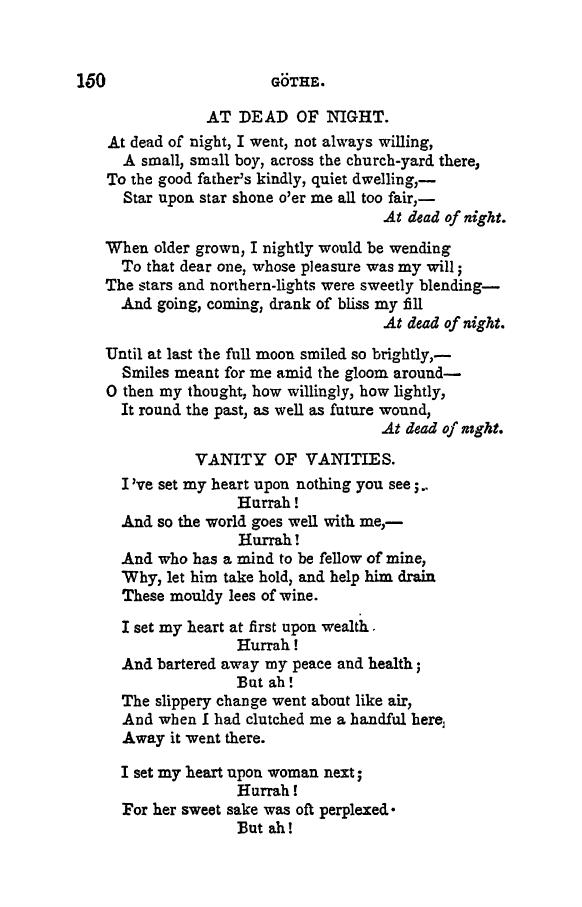 150
GÖTHE.
AT DEAD OF NIGHT.
At dead of night, I went, not always willing,
A small, small boy, across the church-yard there,
To the good father's kindly, quiet dwelling,—
Star upon star shone o'er me all too fair,—
At dead of night.
When older grown, I nightly would be wending
To that dear one, whose pleasure was my will;
The stars and northern-lights were sweetly blending—
And going, coming, drank of bliss my fill
At dead of night.
Until at last the full moon smiled so brightly,—
Smiles meant for me amid the gloom around—
O then my thought, how willingly, how lightly,
It round the past, as well as future wound,
At dead of night.
VANITY OF VANITIES.
I 've set my heart upon nothing you see;
Hurrah!
And so the world goes well with me,—
Hurrah!
And who has a mind to be fellow of mine,
Why, let him take hold, and help him drain
These mouldy lees of wine.
I set my heart at first upon wealth.
Hurrah!
And bartered away my peace and health;
But ah!
The slippery change went about like air,
And when I had clutched me a handful here,
Away it went there.
I set my heart upon woman next;
Hurrah!
For her sweet sake was oft perplexed·
But ah!